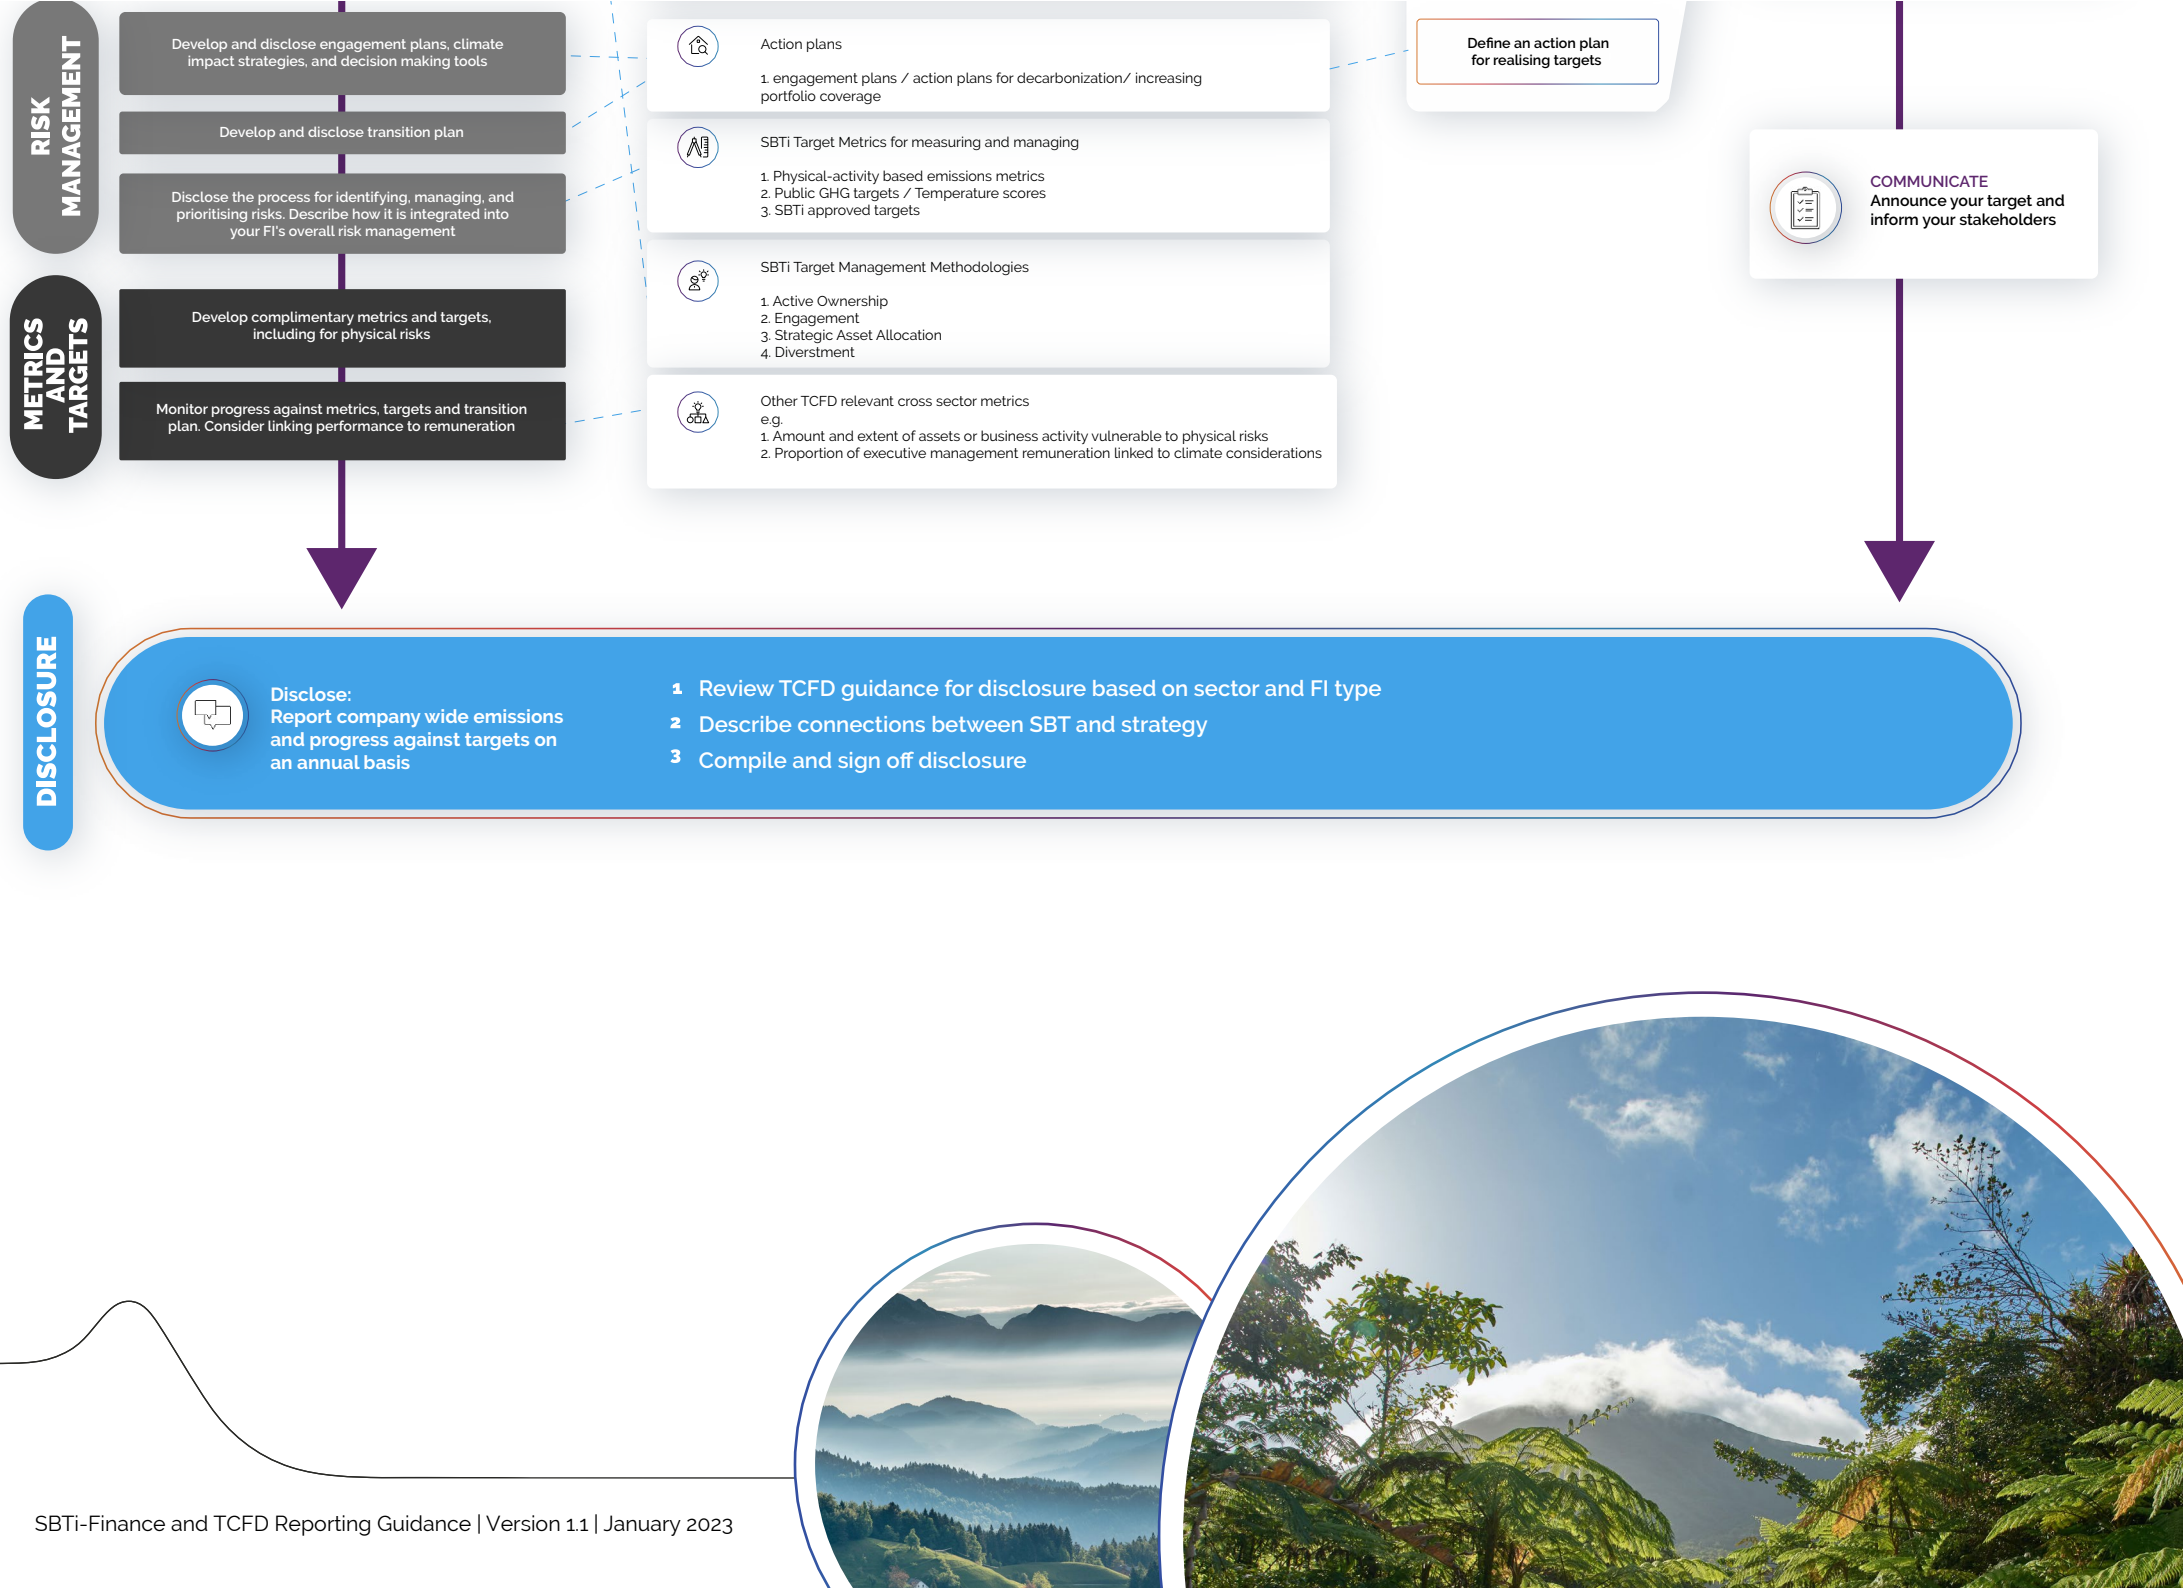 RISK
MANAGEMENT
Develop and disclose engagement plans, climate
impact strategies, and decision making tools
Develop and disclose transition plan
Disclose the process for identifying, managing, and
prioritising risks. Describe how it is integrated into
your FI's overall risk management
METRICS
AND
TARGETS
Develop complimentary metrics and targets,
including for physical risks
Monitor progress against metrics, targets and transition
plan. Consider linking performance to remuneration
Action plans
1. engagement plans / action plans for decarbonization/ increasing
portfolio coverage
SBTi Target Metrics for measuring and managing
1. Physical-activity based emissions metrics
2. Public GHG targets / Temperature scores
3. SBTi approved targets
SBTi Target Management Methodologies
1. Active Ownership
2. Engagement
3. Strategic Asset Allocation
4. Diverstment
Other TCFD relevant cross sector metrics
e.g.
1. Amount and extent of assets or business activity vulnerable to physical risks
2. Proportion of executive management remuneration linked to climate considerations
Define an action plan
for realising targets
COMMUNICATE
Announce your target and
inform your stakeholders
DISCLOSURE
Disclose:
Report company wide emissions
and progress against targets on
an annual basis
1 Review TCFD guidance for disclosure based on sector and FI type
2 Describe connections between SBT and strategy
3 Compile and sign off disclosure
SBTi-Finance and TCFD Reporting Guidance | Version 1.1 | January 2023